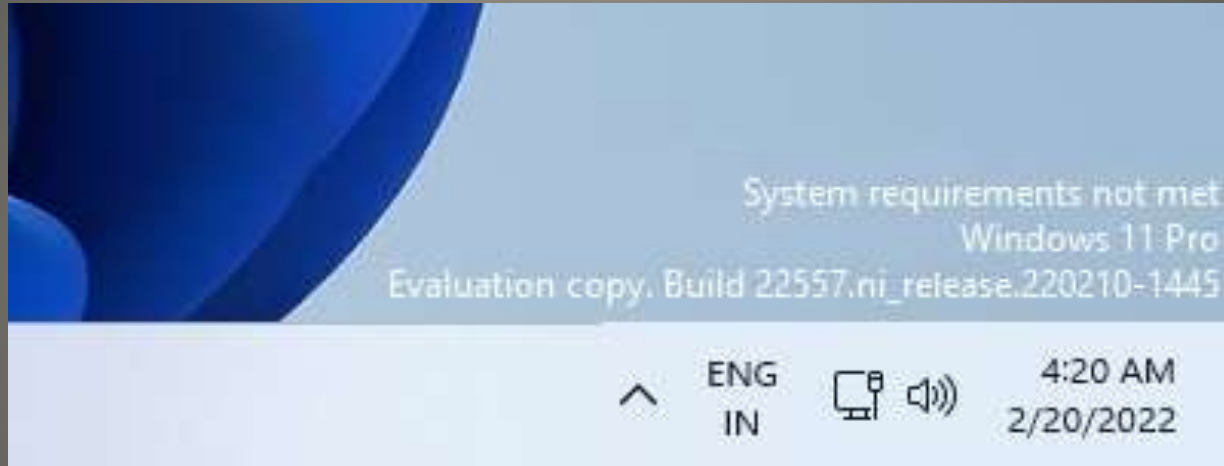 System requirements not met
Windows 11 Pro
Evaluation copy. Build 22557.ni_release.220210-1445
ENG
IN
4:20 AM
2/20/2022